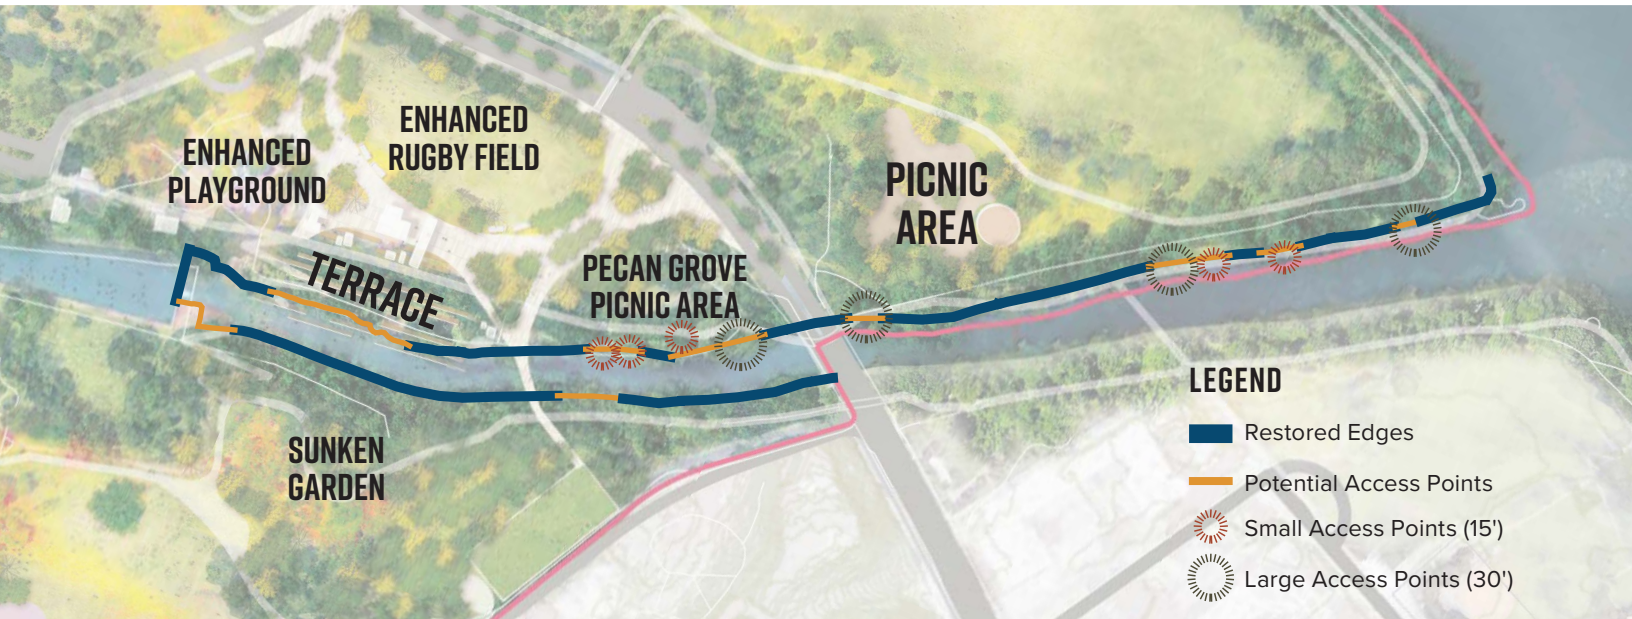 ENHANCED
PLAYGROUND
ENHANCED
RUGBY FIELD
PICNIC
AREA
TERRACE
PECAN GROVE
PICNIC AREA
SUNKEN
GARDEN
LEGEND
Restored Edges
Potential Access Points
Small Access Points (15')
Large Access Points (30')